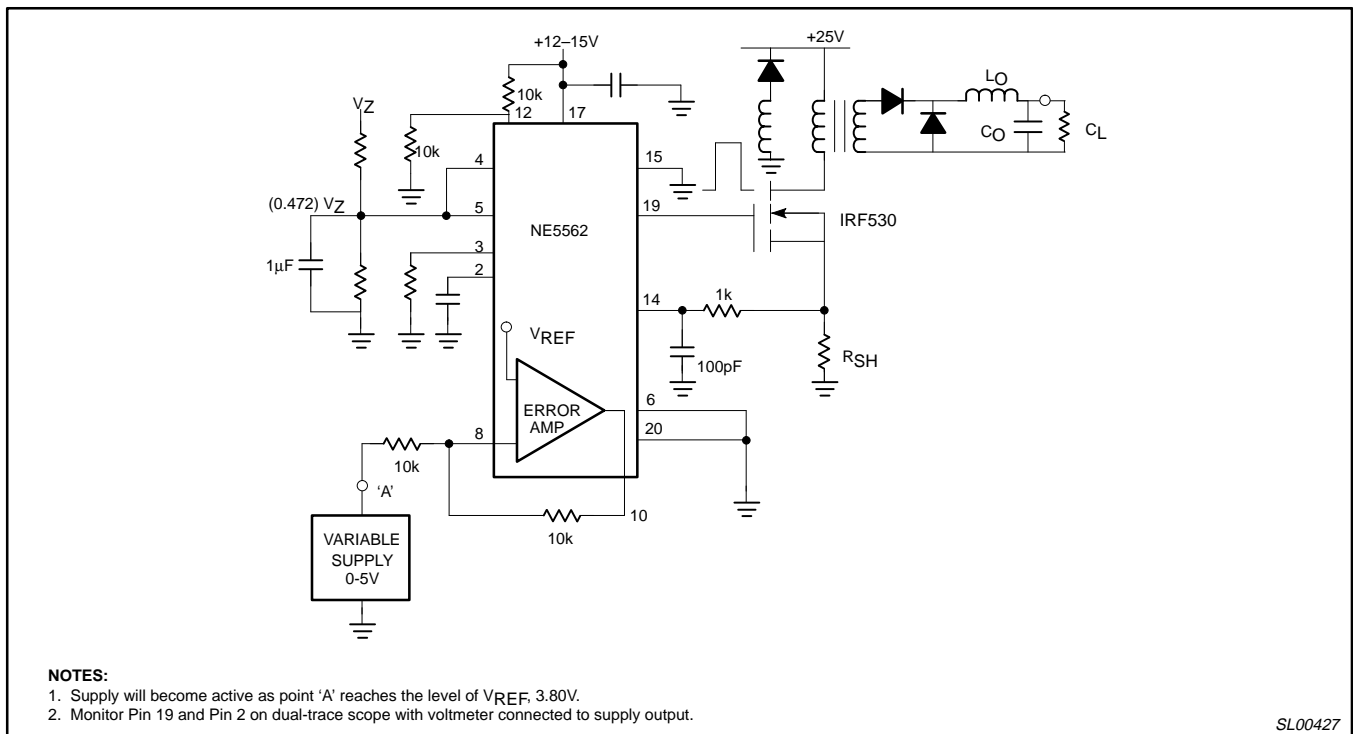 +12–15V
+25V
10k
12
17
VZ
10k
LO
CO
CL
4
15
(0.472) VZ
5
NE5562
19
IRF530
3
1µF
2
14
1k
VREF
100pF
RSH
ERROR
AMP
6
20
8
10k
'A'
10
10k
VARIABLE
SUPPLY
0-5V
NOTES:
1. Supply will become active as point 'A' reaches the level of VREF, 3.80V.
2. Monitor Pin 19 and Pin 2 on dual-trace scope with voltmeter connected to supply output.
SL00427